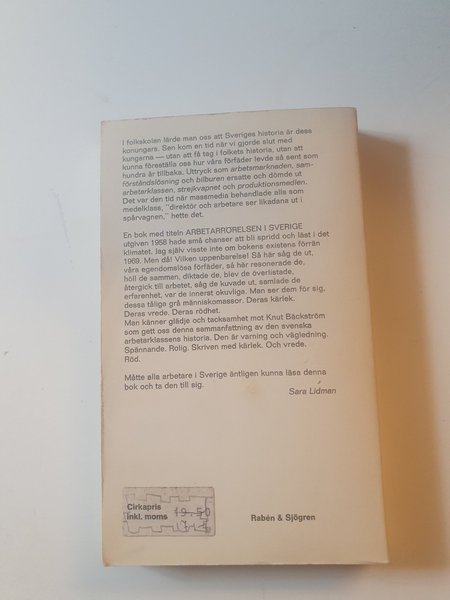 I folkskolan lärde man oss att Sveriges historia är dess
konungars. Sen kom en tid när vi gjorde slut med
kungarna — utan att få tag i folkets historia, utan att
kunna föreställa oss hur våra förfäder levde så sent som
hundra år tillbaka. Uttryck som arbetsmarknaden, sam-
förståndslösning och bilburen ersatte och dömde ut
arbetarklassen, strejkvapnet och produktionsmedlen.
Det var den tid när massmedia behandlade alla som
medelklass, "direktör och arbetare ser likadana ut i
spårvagnen," hette det.
En bok med titeln ARBETARRÖRELSEN I SVERIGE
utgiven 1958 hade små chanser att bli spridd och läst i det
klimatet. Jag själv visste inte om bokens existens förrän
1969. Men då! Vilken uppenbarelse! Så här såg de ut,
våra egendomslösa förfäder, så här resonerade de,
höll de sammen, diktade de, blev de överlistade,
återgick till arbetet, såg de kuvade ut, samlade de
erfarenhet, var de innerst okuvliga. Man ser dem för sig,
dessa tåliga grå människomassor. Deras kärlek.
Deras vrede. Deras rödhet.
Man känner glädje och tacksamhet mot Knut Bäckström
som gett oss denna sammanfattning av den svenska
arbetarklassens historia. Den är varning och vägledning.
Spännande. Rolig. Skriven med kärlek. Och vrede.
Röd.
Måtte alla arbetare i Sverige äntligen kunna läsa denna
bok och ta den till sig.
Sara Lidman
Cirkapris
inkl. moms 19.50
Rabén & Sjögren